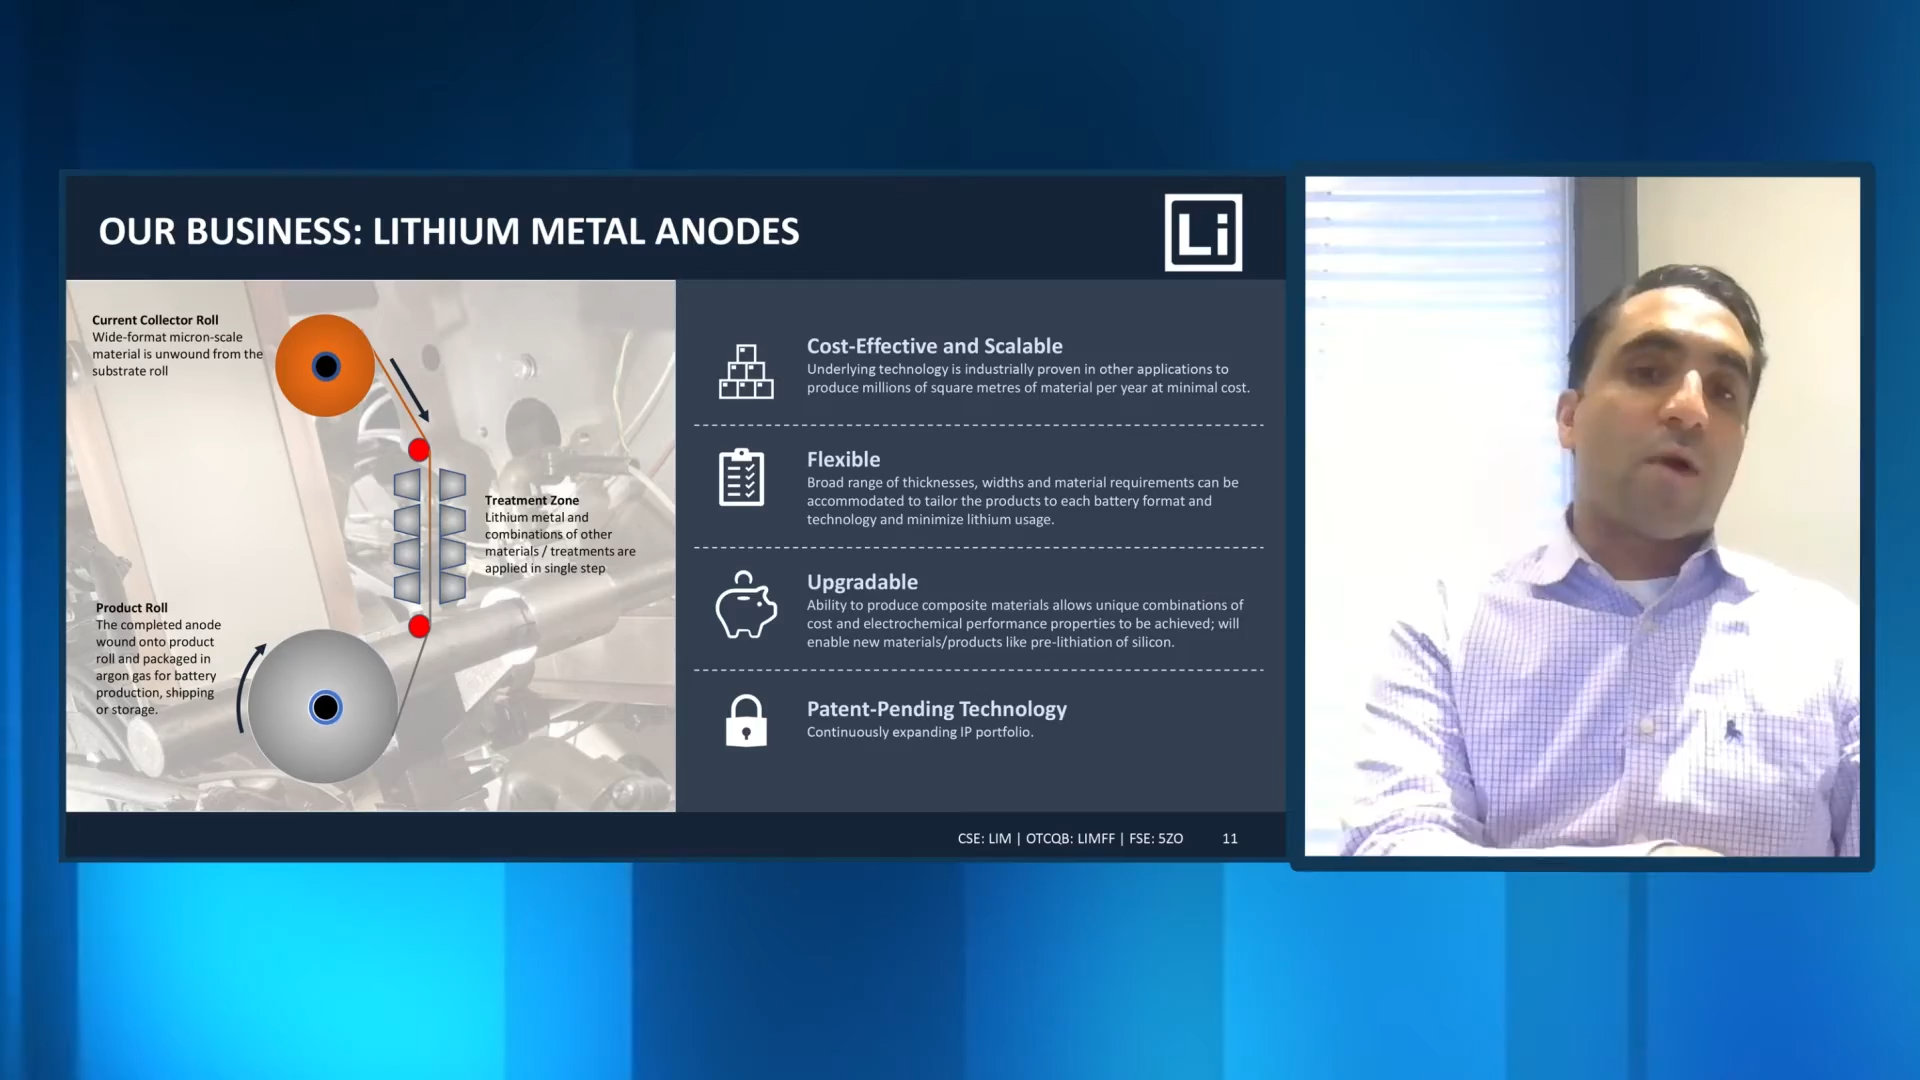 OUR BUSINESS: LITHIUM METAL ANODES
Li
Current Collector Roll
Wide-format micron-scale
material is unwound from the
substrate roll
Treatment Zone
Lithium metal and
combinations of other
materials / treatments are
applied in single step
Product Roll
The completed anode
wound onto product
roll and packaged in
argon gas for battery
production, shipping
or storage.
Cost-Effective and Scalable
Underlying technology is industrially proven in other applications to
produce millions of square metres of material per year at minimal cost.
Flexible
Broad range of thicknesses, widths and material requirements can be
accommodated to tailor the products to each battery format and
technology and minimize lithium usage.
Upgradable
Ability to produce composite materials allows unique combinations of
cost and electrochemical performance properties to be achieved; will
enable new materials/products like pre-lithiation of silicon.
Patent-Pending Technology
Continuously expanding IP portfolio.
CSE: LIM | OTCQB: LIMFF | FSE: 5ZO 11